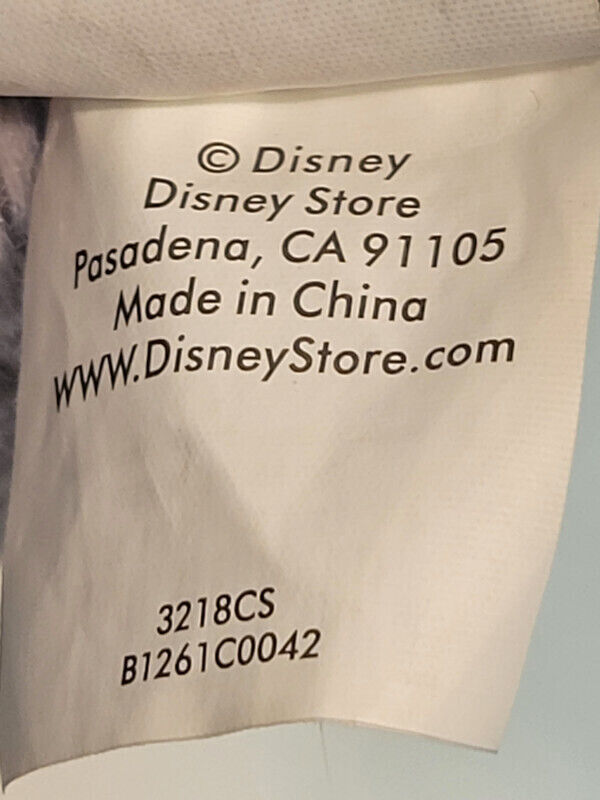 © Disney
Disney Store
Pasadena, CA 91105
Made in China
www.DisneyStore.com
3218CS
B1261C0042